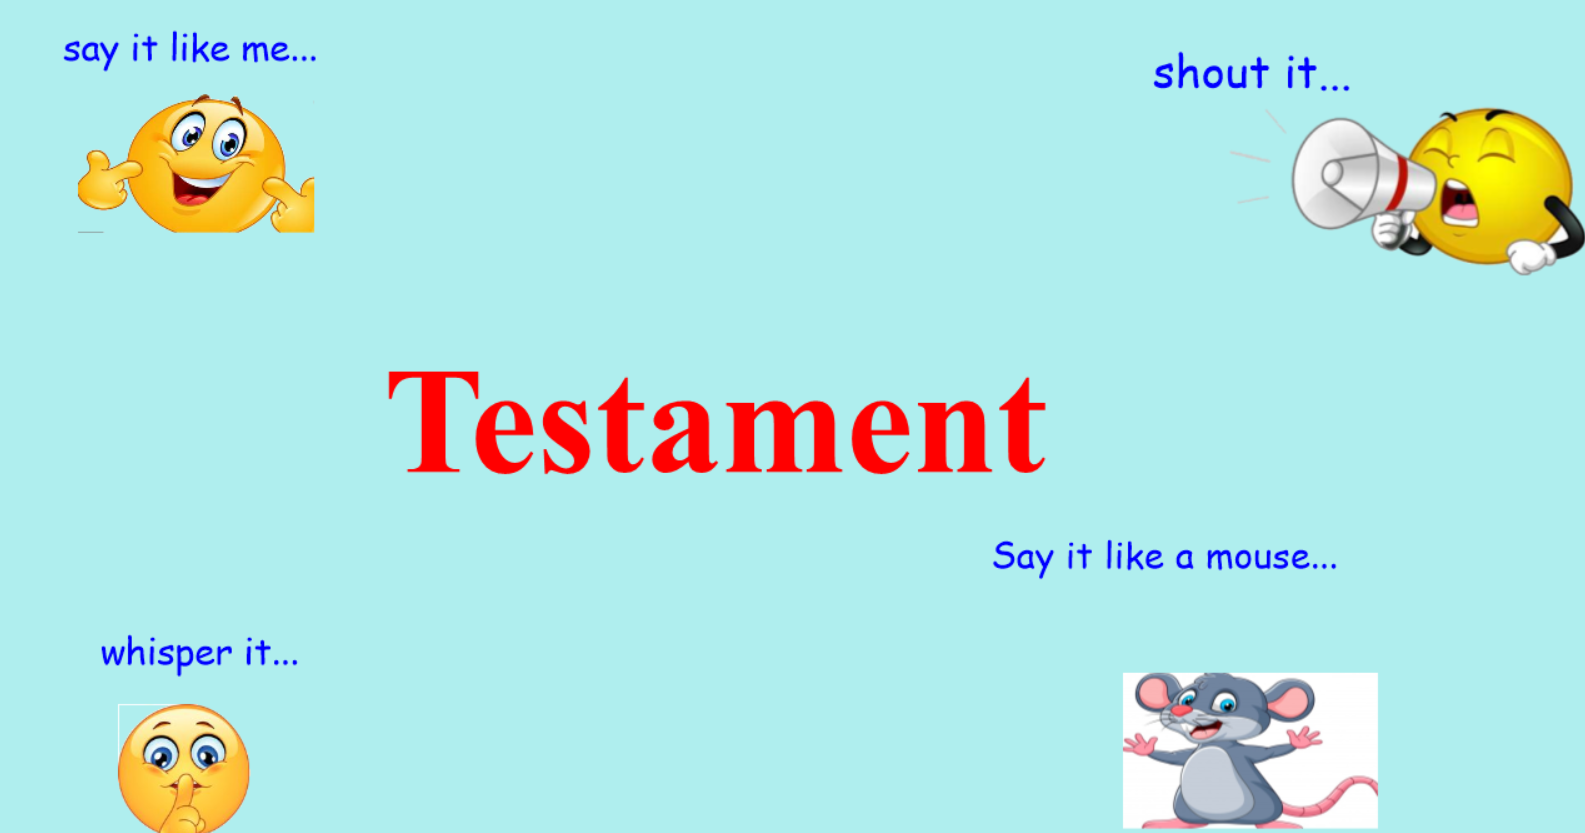 say it like me...
shout it...
Testament
Say it like a mouse...
whisper it...